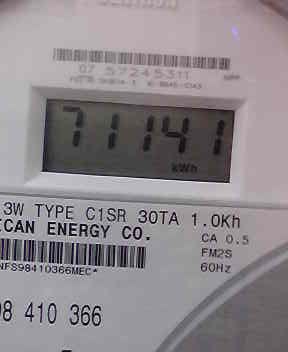 07 57245311
71141
kWh
3W TYPE C1SR 30TA 1.0Kh
ICAN ENERGY CO.
CA 0.5
FM2S
NFS98410366MEC*
60Hz
98 410 366